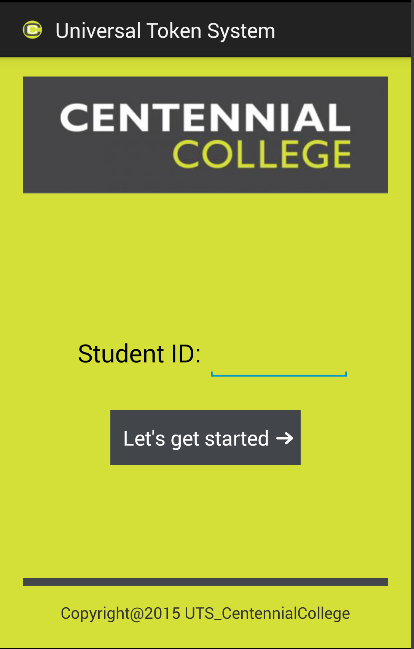 Universal Token System
CENTENNIAL
COLLEGE
Student ID:
Let's get started →
Copyright@2015 UTS_CentennialCollege